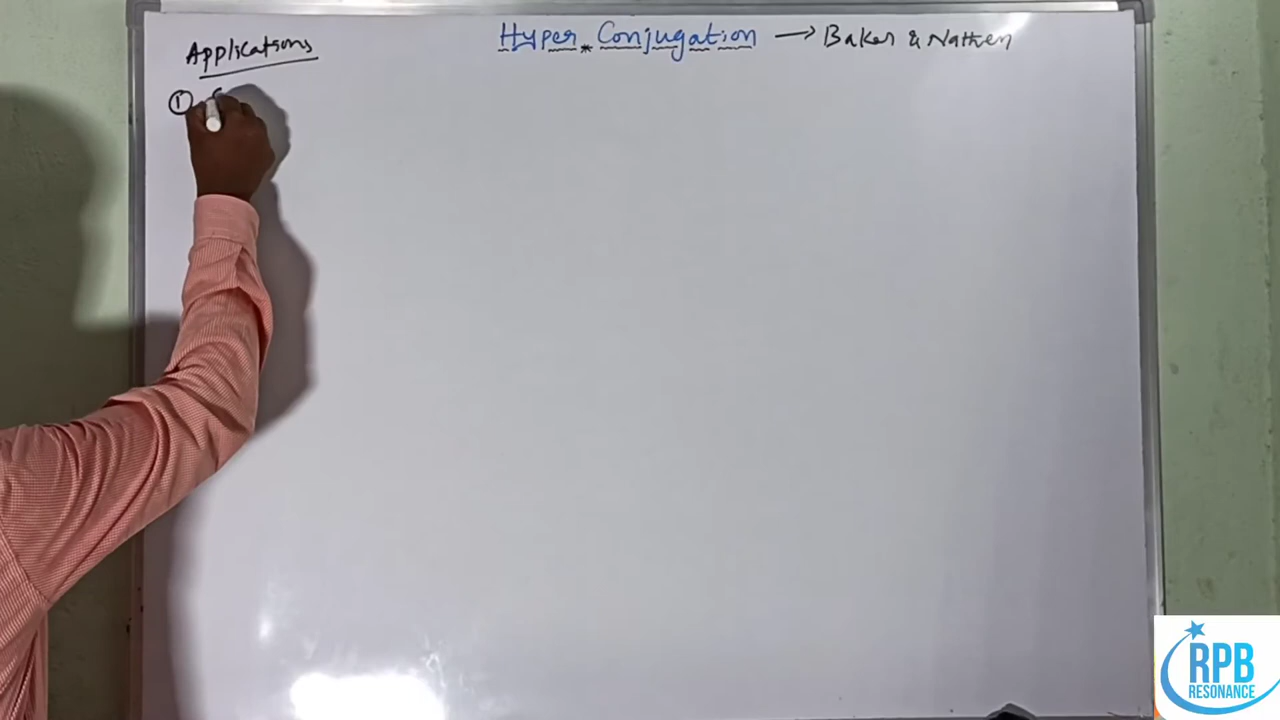 Applications
Hyper Conjugation → Baker & Nathen
①
RPB
RESONANCE